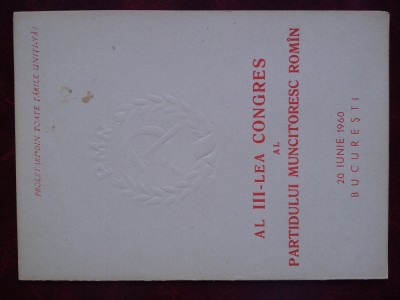 PROLETARI DIN TOATE ȚĂRILE, UNIȚI-VĂ!
P.M.R.
AL III-LEA CONGRES
AL
PARTIDULUI MUNCITORESC ROMÎN
20 IUNIE 1960
BUCUREȘTI